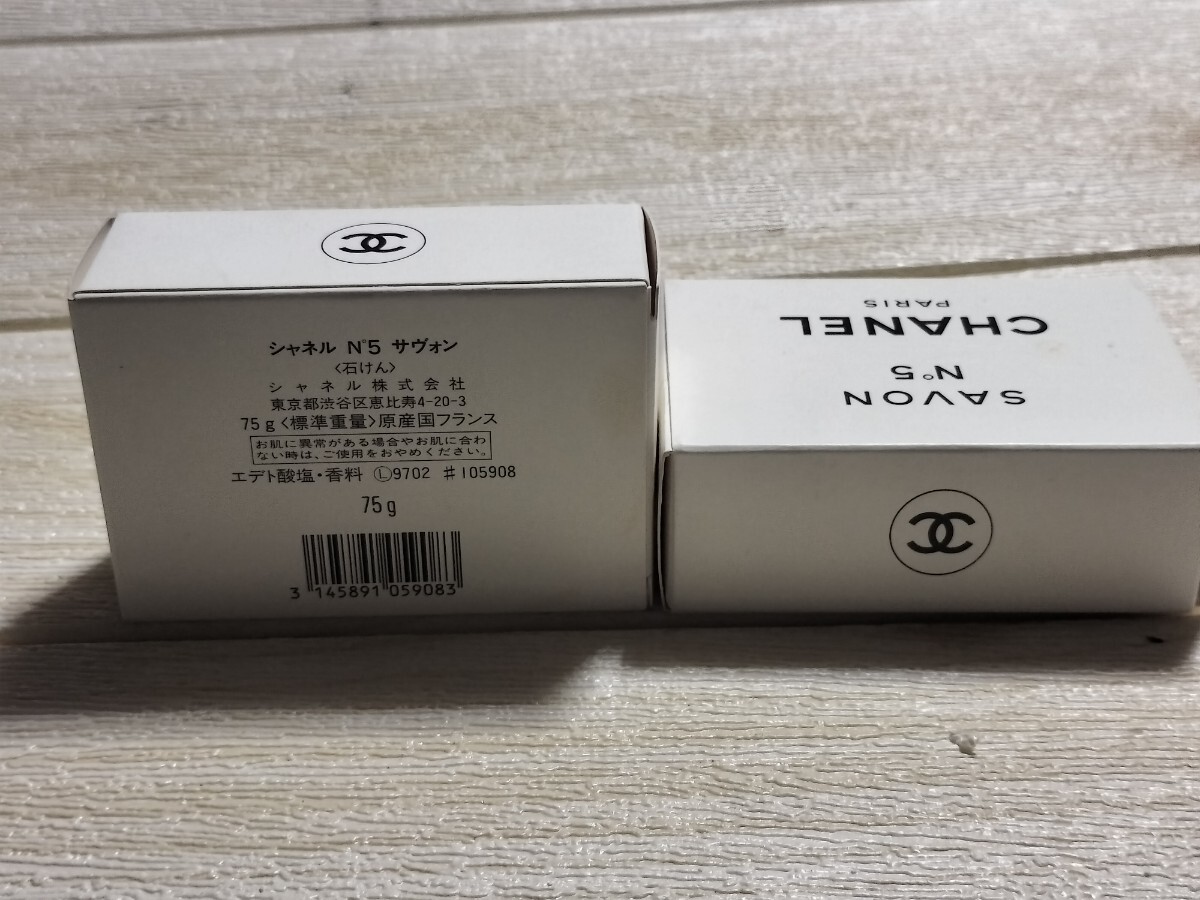 シャネル N°5 サヴォン
〈石けん〉
シャネル株式会社
東京都渋谷区恵比寿4-20-3
75g〈標準重量〉原産国フランス
お肌に異常がある場合やお肌に合わ
ない時は、ご使用をおやめください。
エデト酸塩・香料 Ⓛ9702 #105908
75g
3 145891 059083
SAVON
N°5
CHANEL
PARIS